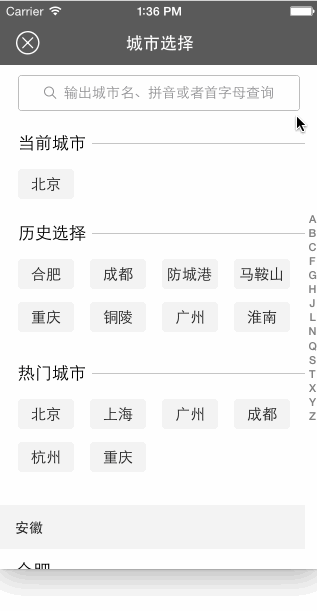 Carrier 1:36 PM
城市选择
输出城市名、拼音或者首字母查询
当前城市
北京
历史选择
合肥 成都 防城港 马鞍山
重庆 铜陵 广州 淮南
热门城市
北京 上海 广州 成都
杭州 重庆
安徽
合肥
A
B
C
F
G
H
J
L
N
Q
S
T
X
Y
Z